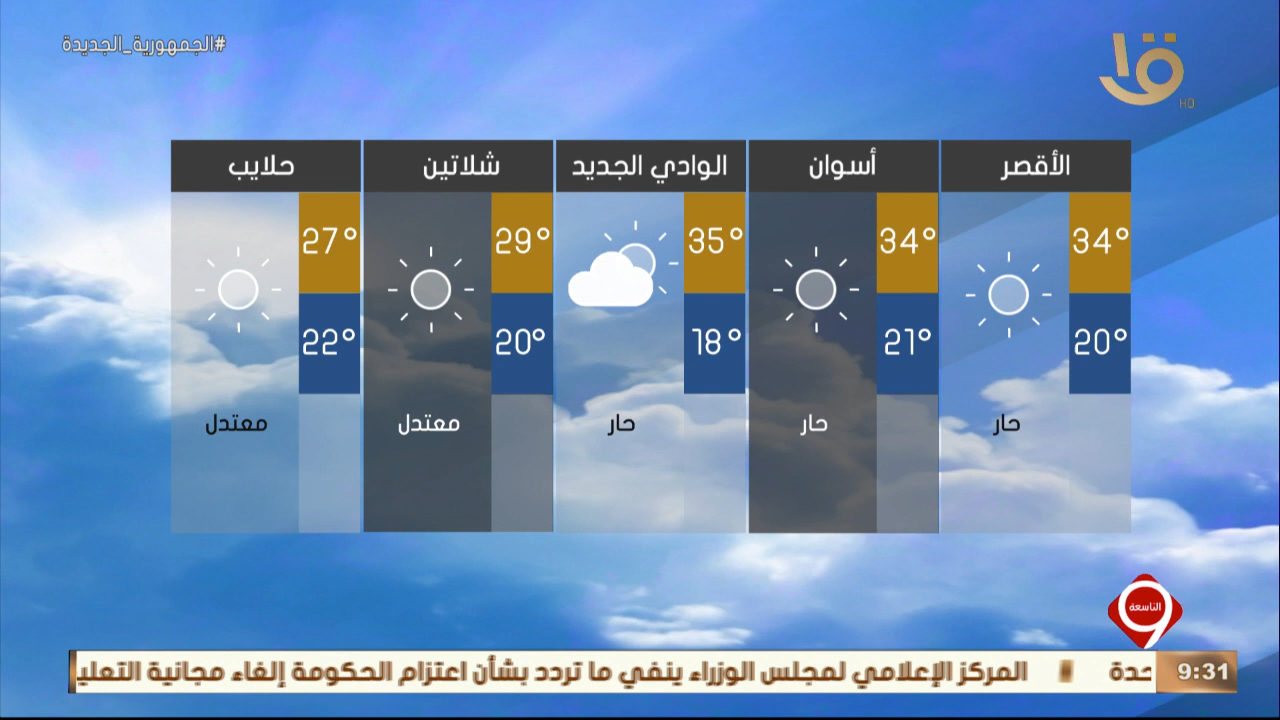 #الجمهورية_الجديدة
HD
الأقصر
34°
20°
حار
أسوان
34°
21°
حار
الوادي الجديد
35°
18°
حار
شلاتين
29°
20°
معتدل
حلايب
27°
22°
معتدل
التاسعة
9
9:31
المركز الإعلامي لمجلس الوزراء ينفي ما تردد بشأن اعتزام الحكومة إلغاء مجانية